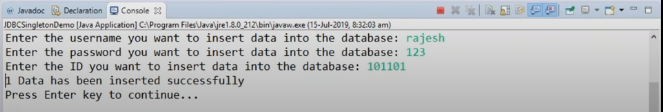 Javadoc Declaration Console
JDBCSingletonDemo [Java Application] C:\Program Files\Java\jre1.8.0_212\bin\javaw.exe (15-Jul-2019, 8:32:03 am)
Enter the username you want to insert data into the database: rajesh
Enter the password you want to insert data into the database: 123
Enter the ID you want to insert data into the database: 101101
1 Data has been inserted successfully
Press Enter key to continue...